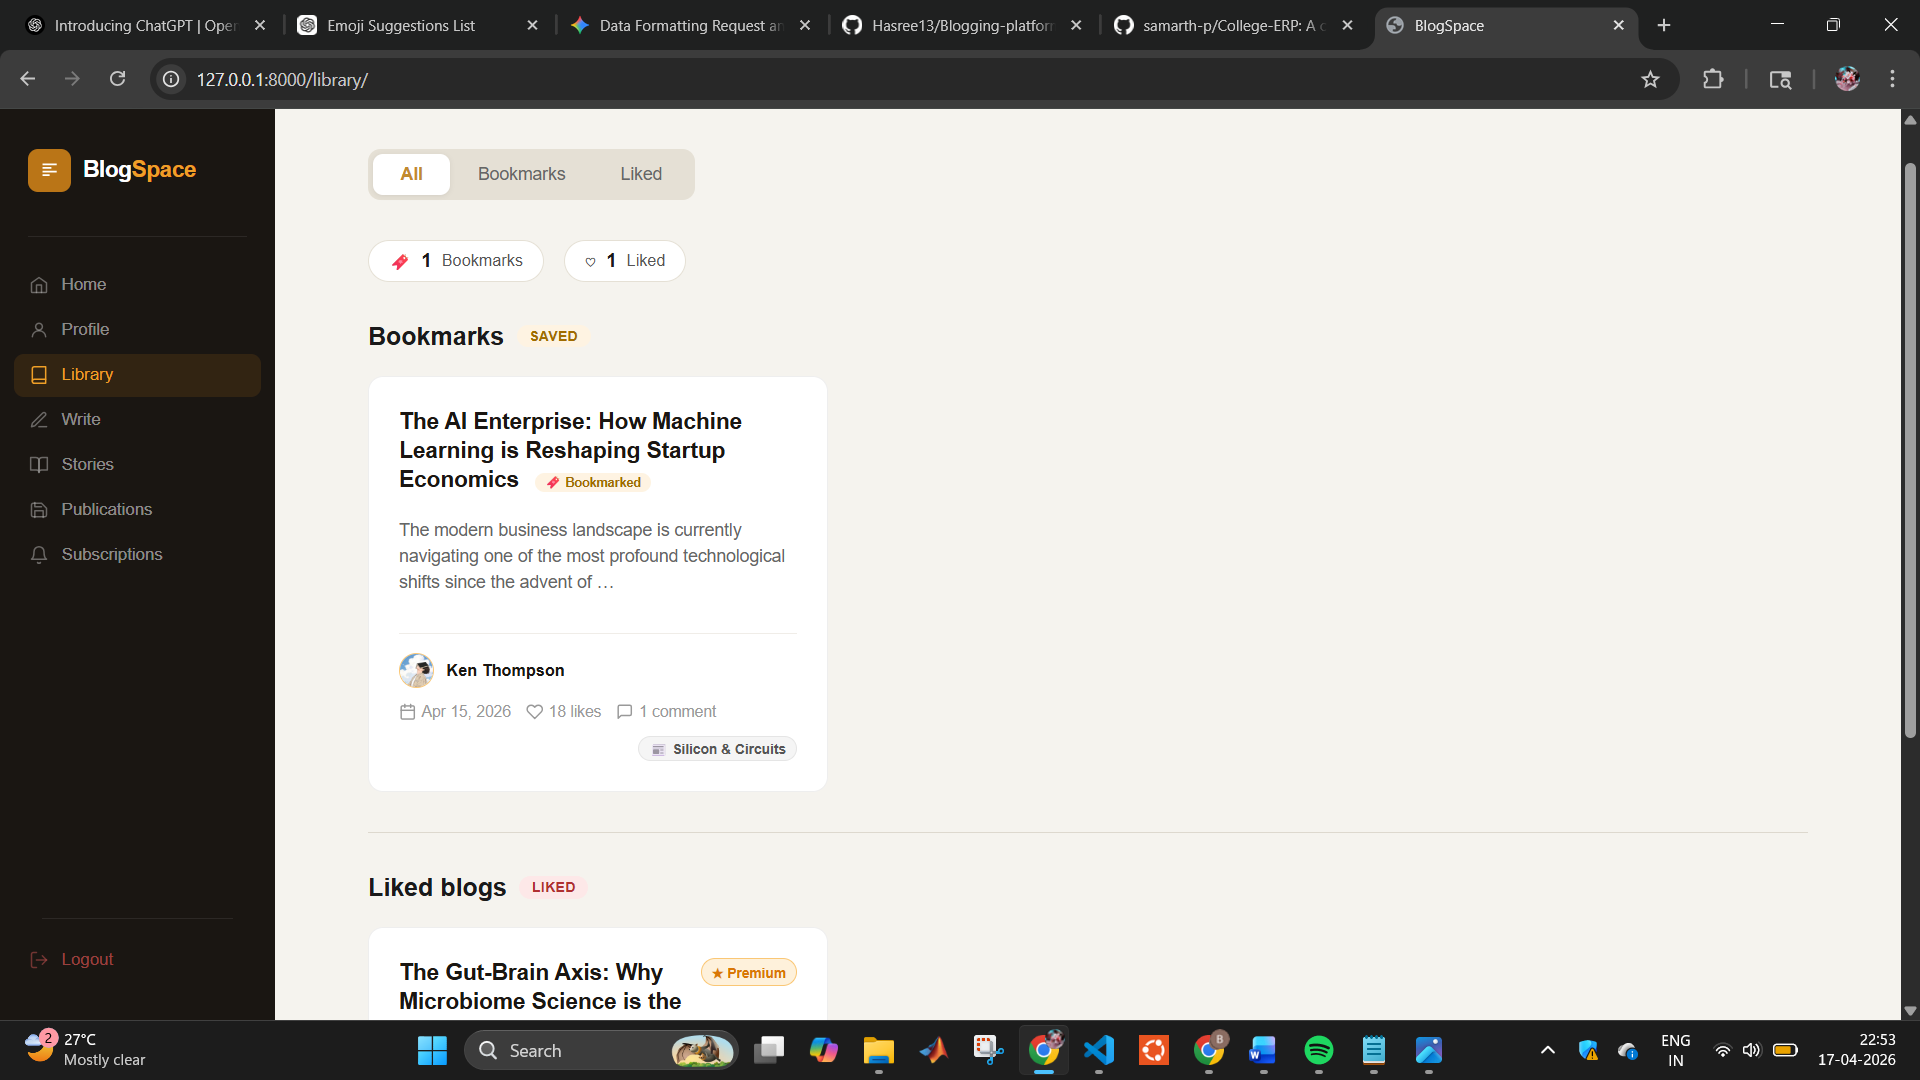 Introducing ChatGPT | Open
Emoji Suggestions List
Data Formatting Request an
Hasree13/Blogging-platform
samarth-p/College-ERP: A c
BlogSpace
127.0.0.1:8000/library/
BlogSpace
Home
Profile
Library
Write
Stories
Publications
Subscriptions
Logout
All
Bookmarks
Liked
1 Bookmarks
1 Liked
Bookmarks SAVED
The AI Enterprise: How Machine
Learning is Reshaping Startup
Economics Bookmarked
The modern business landscape is currently
navigating one of the most profound technological
shifts since the advent of …
Ken Thompson
Apr 15, 2026 18 likes 1 comment
Silicon & Circuits
Liked blogs LIKED
The Gut-Brain Axis: Why ★ Premium
Microbiome Science is the
2
27°C
Mostly clear
Search
B
W
ENG
IN
22:53
17-04-2026